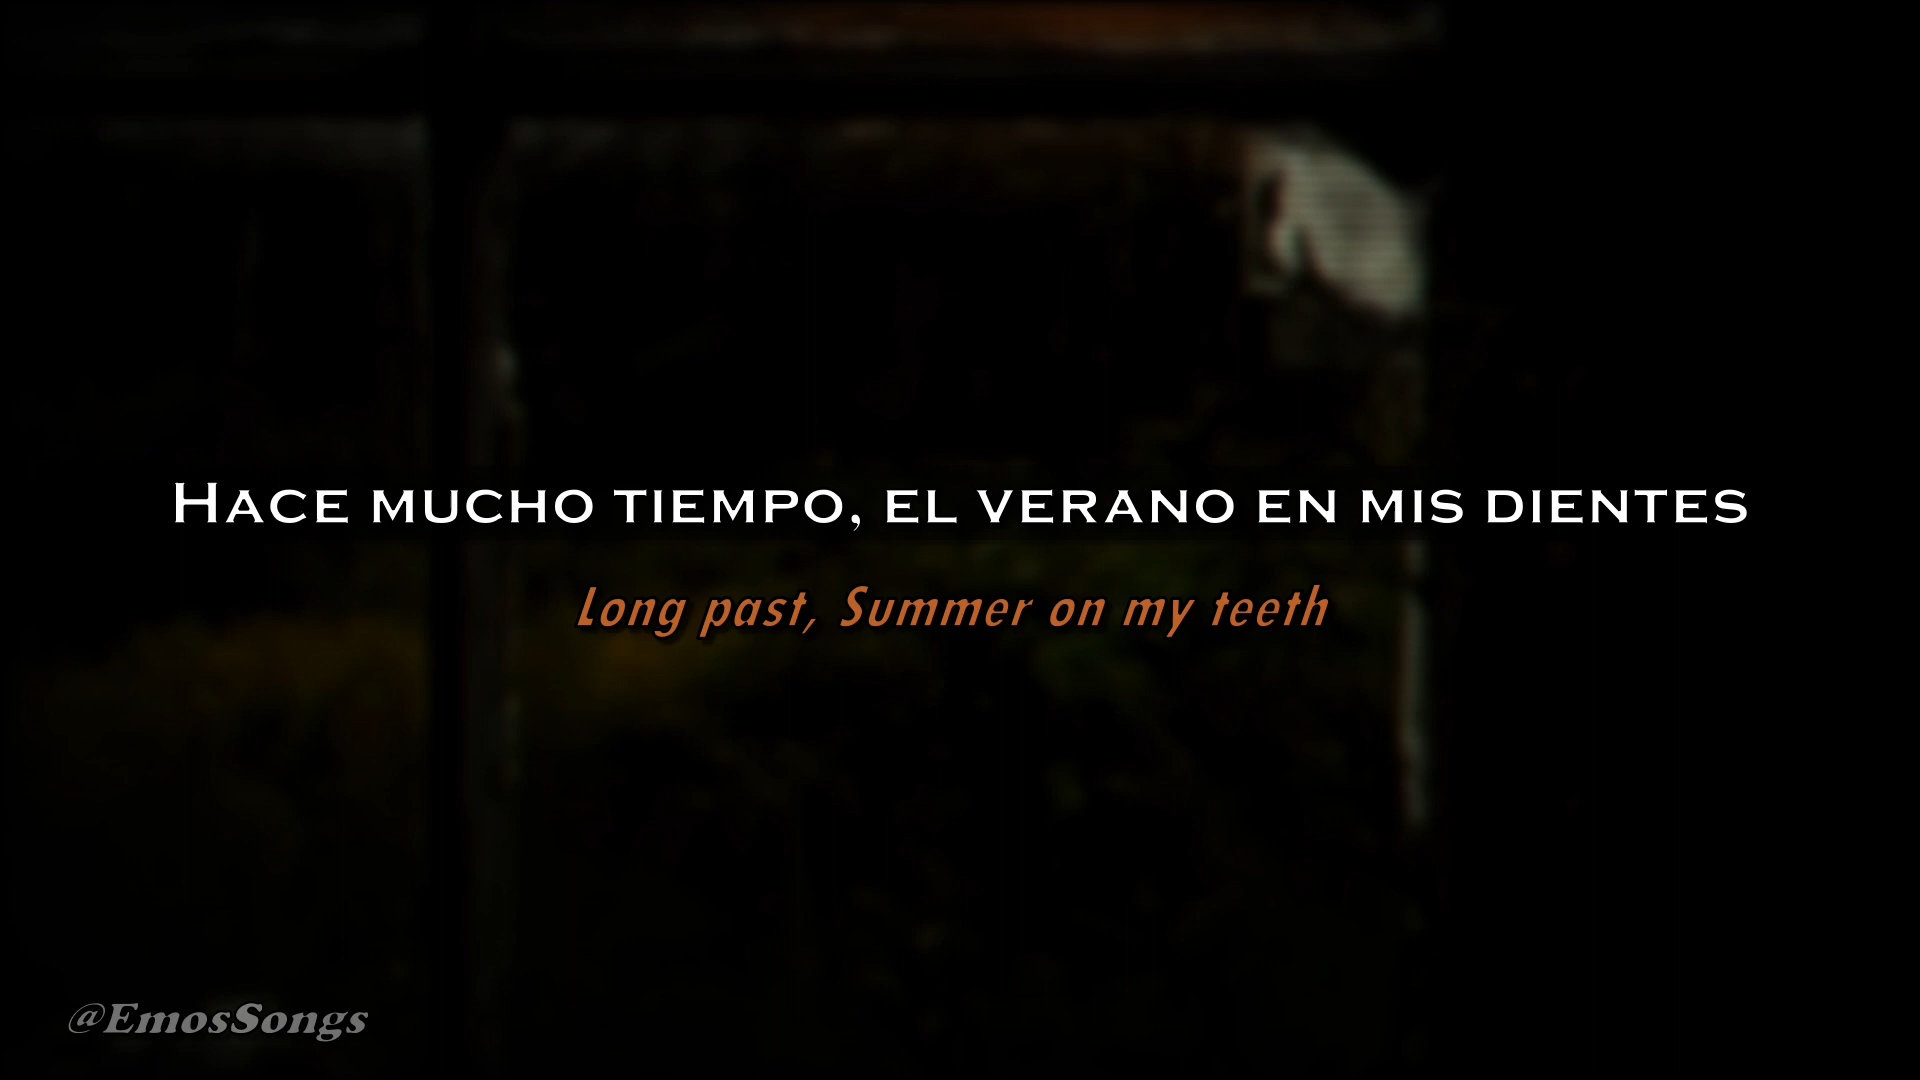 Hace mucho tiempo, el verano en mis dientes
Long past, Summer on my teeth
@EmosSongs